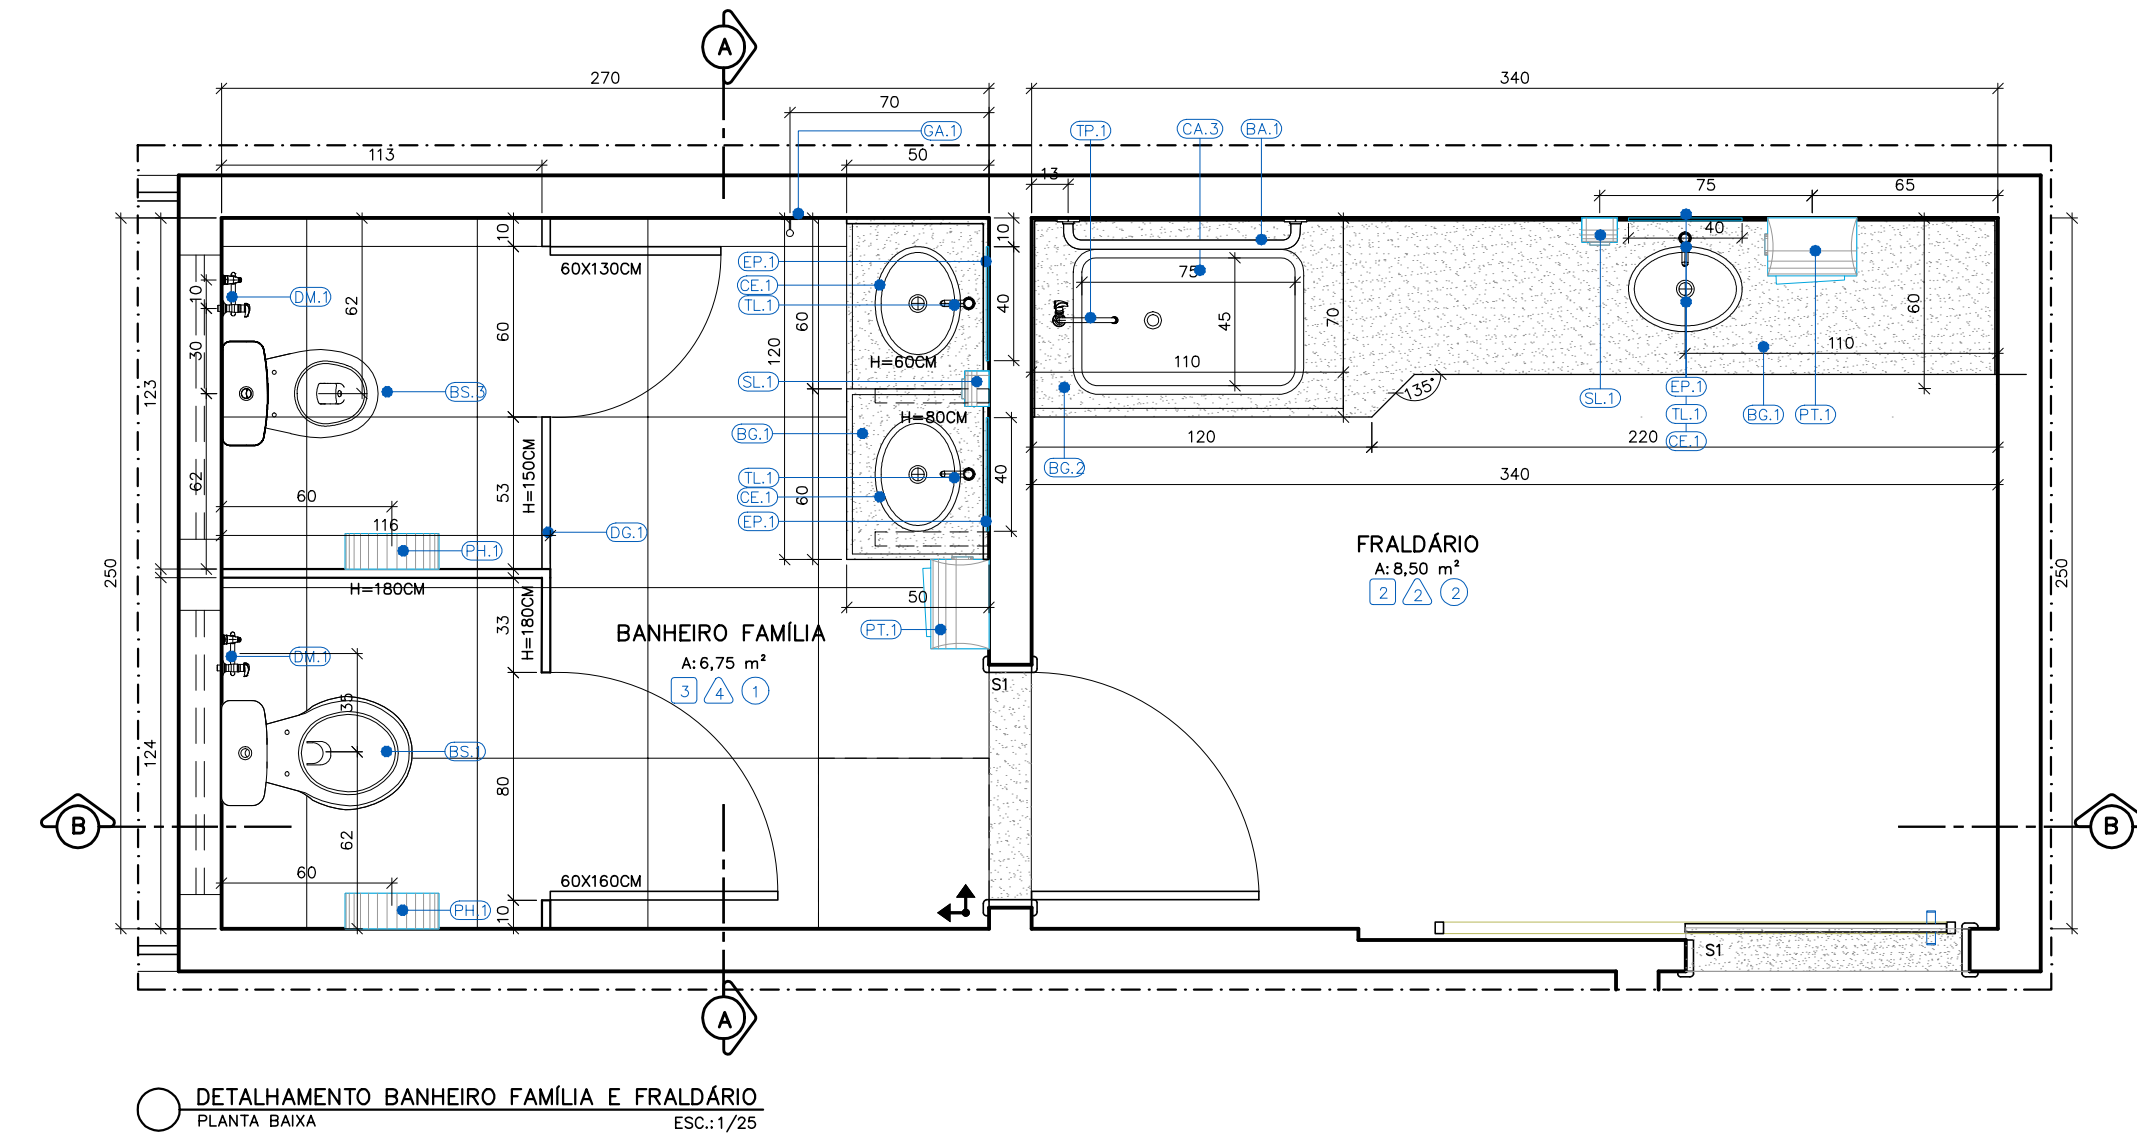 A
270
340
70
GA.1
TP.1
CA.3
BA.1
113
50
13
75
65
10
10
40
60X130CM
EP.1
CE.1
TL.1
DM.1
10
62
60
60
120
40
75
45
70
60
110
110
30
123
H=60CM
SL.1
BS.3
H=80CM
135°
SL.1
EP.1
TL.1
CE.1
BG.1
PT.1
BG.1
120
220
BG.2
340
62
H=150CM
53
TL.1
CE.1
EP.1
60
40
60
116
DG.1
PH.1
250
H=180CM
50
FRALDÁRIO
A: 8,50 m²
2 2 2
250
H=180CM
33
BANHEIRO FAMÍLIA
A: 6,75 m²
3 4 1
PT.1
DM.1
S1
35
BS.1
124
80
B
B
62
60
60X160CM
PH.1
10
S1
A
DETALHAMENTO BANHEIRO FAMÍLIA E FRALDÁRIO
PLANTA BAIXA
ESC.: 1/25